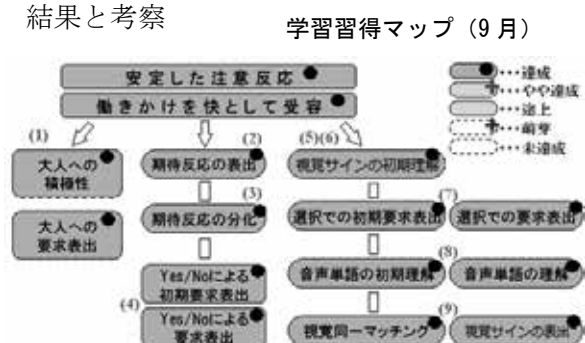 結果と考察
学習習得マップ（9月）
安定した注意反応
働きかけを快として受容
・・・達成
・・・やや達成
・・・途上
・・・萌芽
・・・未達成
(1)
(2)
(5)(6)
大人への
積極性
期待反応の表出
視覚サインの初期理解
(3)
(7)
大人への
要求表出
期待反応の分化
選択での初期要求表出
選択での要求表出
(8)
Yes/Noによる
初期要求表出
音声単語の初期理解
音声単語の理解
(4)
(9)
Yes/Noによる
要求表出
視覚同一マッチング
視覚サインの表出